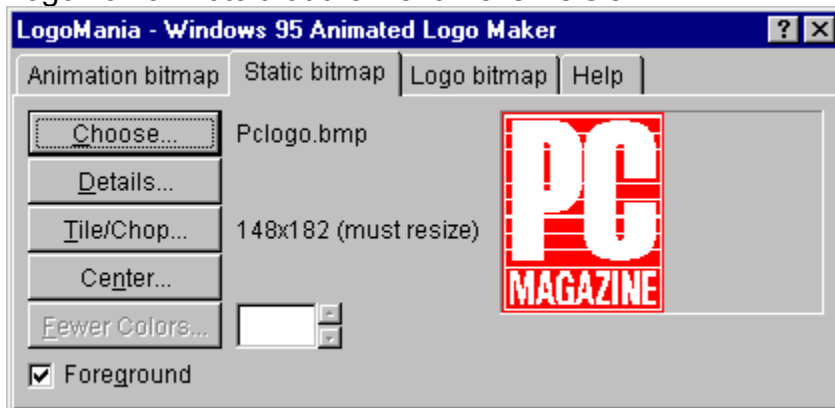 LogoMania - Windows 95 Animated Logo Maker
Animation bitmap Static bitmap Logo bitmap Help
Choose... Pclogo.bmp
Details...
Tile/Chop... 148x182 (must resize)
Center...
Fewer Colors...
Foreground
PC
MAGAZINE